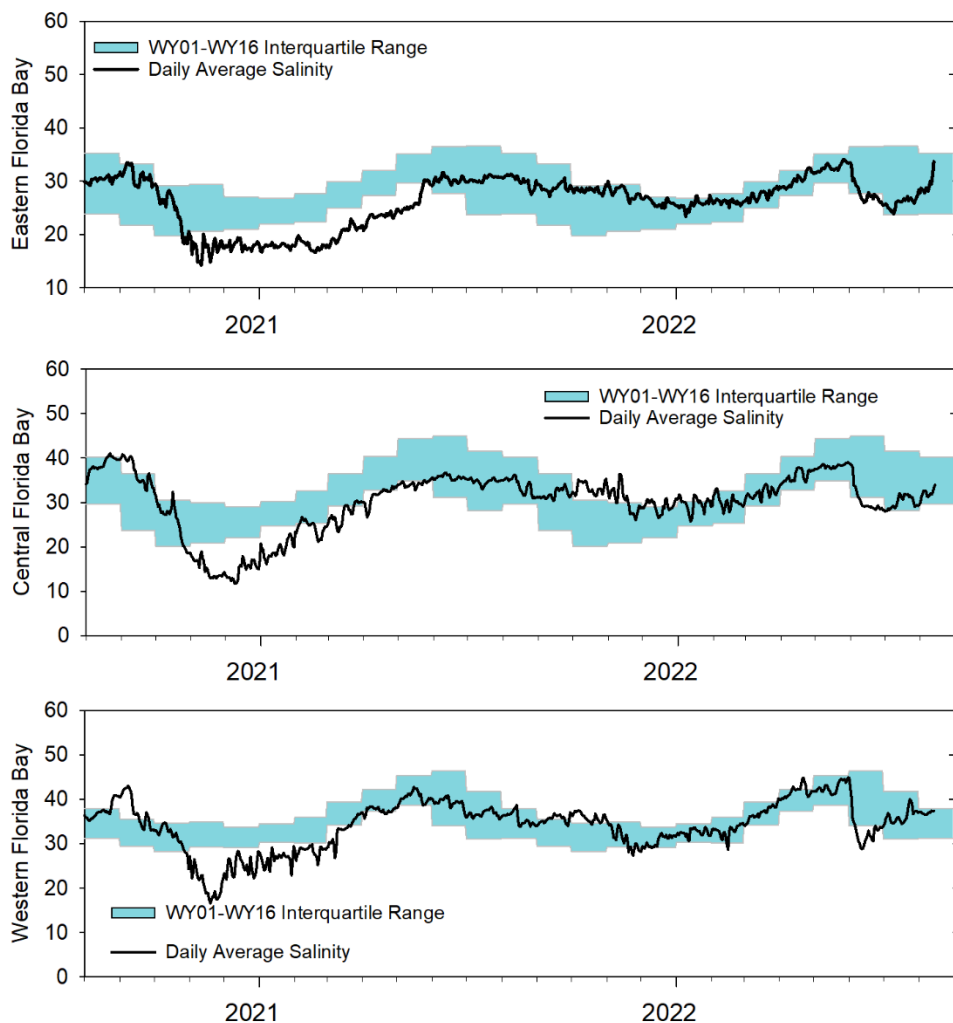 60
50
40
30
20
10
Eastern Florida Bay
WY01-WY16 Interquartile Range
Daily Average Salinity
2021
2022
60
50
40
30
20
10
0
Central Florida Bay
WY01-WY16 Interquartile Range
Daily Average Salinity
2021
2022
60
50
40
30
20
10
0
Western Florida Bay
WY01-WY16 Interquartile Range
Daily Average Salinity
2021
2022